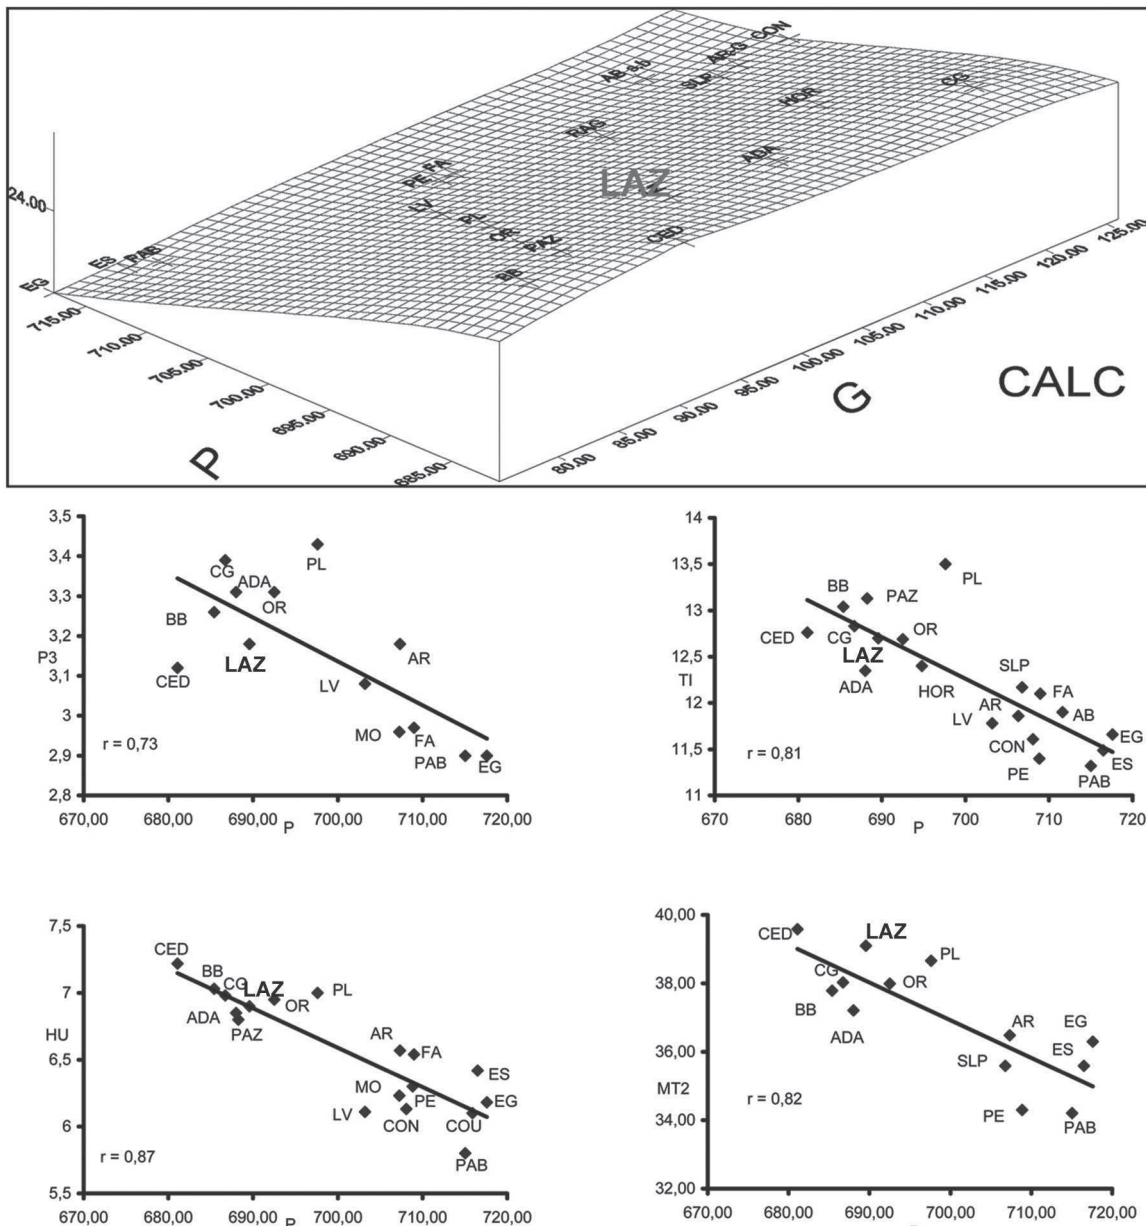 CON
AR-G
AB-s,b
SLP
CG
HOR
RAG
ADA
FA
PE
LAZ
LV
PL
OR
PAZ
CED
BB
24.00
ES PAB
EG
715.00 710.00 705.00 700.00 695.00 690.00 685.00
80.00 85.00 90.00 95.00 100.00 105.00 110.00 115.00 120.00 125.00
P
G
CALC
3,5
3,4
3,3
3,2
P3
3,1
3
2,9
2,8
CG
ADA
PL
BB
OR
LAZ
AR
CED
LV
MO
FA
PAB
EG
r = 0,73
670,00 680,00 690,00 P 700,00 710,00 720,00
14
13,5
13
12,5
TI
12
11,5
11
PL
BB
PAZ
CED
CG
OR
LAZ
ADA
HOR
SLP
FA
AR
LV
AB
CON
EG
PE
ES
PAB
r = 0,81
670 680 690 P 700 710 720
7,5
7
HU
6,5
6
5,5
CED
BB
CG
LAZ
PL
OR
ADA
PAZ
AR
FA
ES
MO
PE
EG
LV
CON
COU
PAB
r = 0,87
670,00 680,00 690,00 P 700,00 710,00 720,00
40,00
38,00
36,00
MT2
34,00
32,00
CED
LAZ
PL
CG
OR
BB
ADA
AR
EG
SLP
ES
PE
PAB
r = 0,82
670,00 680,00 690,00 700,00 710,00 720,00